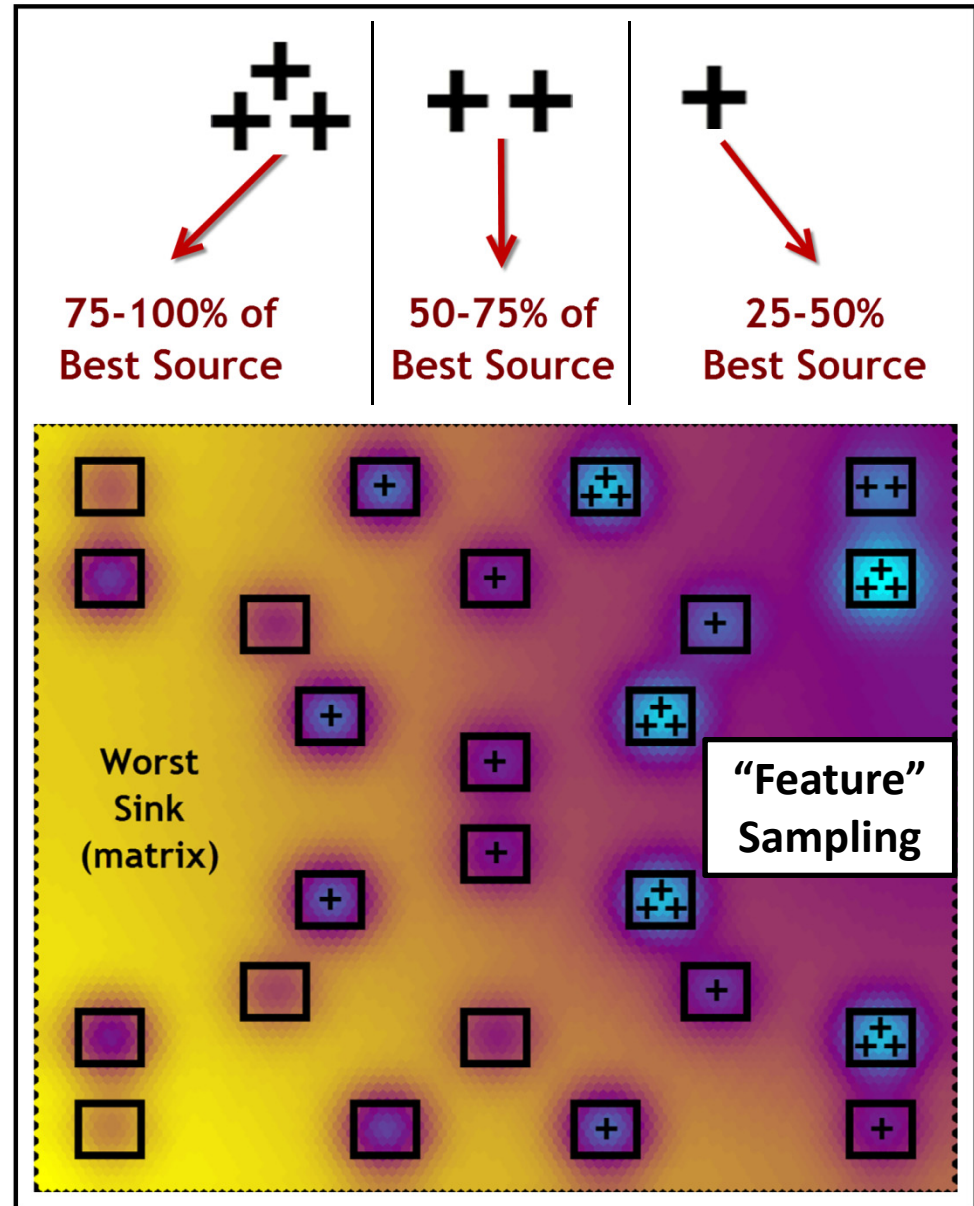 75-100% of
Best Source
50-75% of
Best Source
25-50%
Best Source
Worst
Sink
(matrix)
“Feature”
Sampling